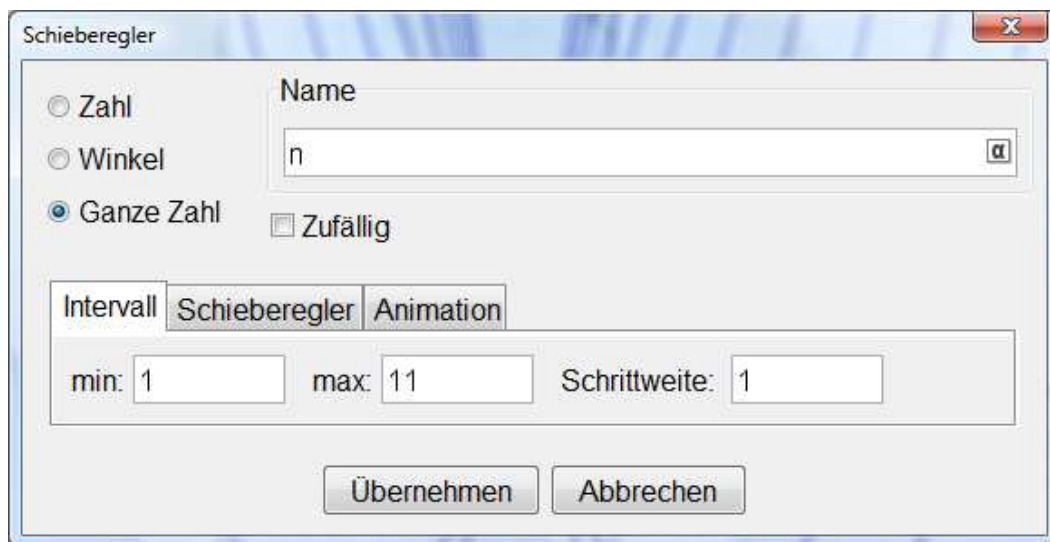 Schieberegler
Zahl
Winkel
Ganze Zahl
Name
n
α
Zufällig
Intervall Schieberegler Animation
min: 1 max: 11 Schrittweite: 1
Übernehmen Abbrechen